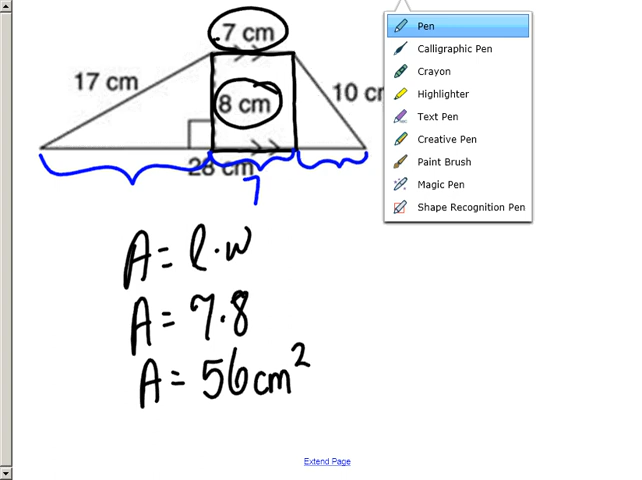 7 cm
Pen
Calligraphic Pen
Crayon
Highlighter
Text Pen
Creative Pen
Paint Brush
Magic Pen
Shape Recognition Pen
17 cm
8 cm
10 cm
28 cm
7
A = l · w
A = 7 · 8
A = 56 cm²
Extend Page